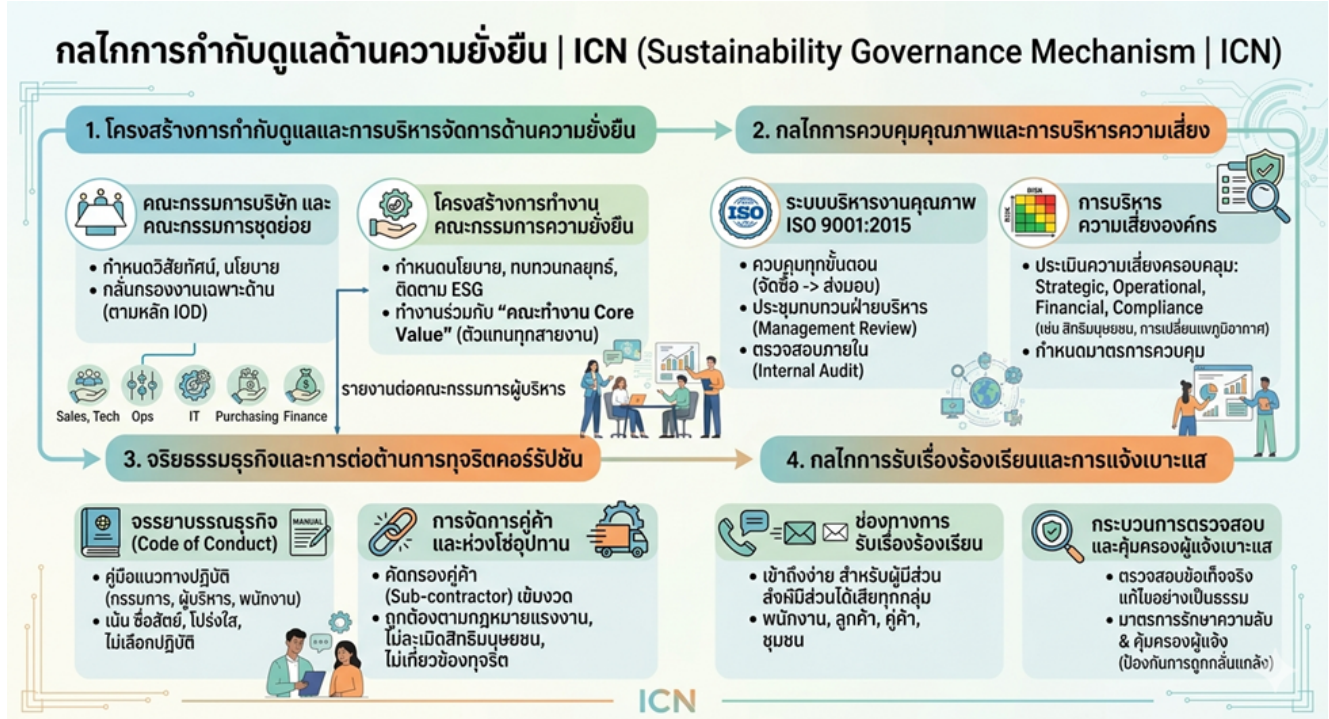 กลไกการกำกับดูแลด้านความยั่งยืน | ICN (Sustainability Governance Mechanism | ICN)
1. โครงสร้างการกำกับดูแลและการบริหารจัดการด้านความยั่งยืน
คณะกรรมการบริษัท และ
คณะกรรมการชุดย่อย
• กำหนดวิสัยทัศน์, นโยบาย
• กลั่นกรองงานเฉพาะด้าน
(ตามหลัก IOD)
Sales, Tech
Ops
IT
Purchasing
Finance
โครงสร้างการทำงาน
คณะกรรมการความยั่งยืน
• กำหนดนโยบาย, ทบทวนกลยุทธ์,
ติดตาม ESG
• ทำงานร่วมกับ “คณะทำงาน Core
Value” (ตัวแทนทุกสายงาน)
รายงานต่อคณะกรรมการผู้บริหาร
2. กลไกการควบคุมคุณภาพและการบริหารความเสี่ยง
ISO
ระบบบริหารงานคุณภาพ
ISO 9001:2015
• ควบคุมทุกขั้นตอน
(จัดซื้อ -> ส่งมอบ)
• ประชุมทบทวนฝ่ายบริหาร
(Management Review)
• ตรวจสอบภายใน
(Internal Audit)
การบริหาร
ความเสี่ยงองค์กร
• ประเมินความเสี่ยงครอบคลุม:
Strategic, Operational,
Financial, Compliance
(เช่น สิทธิมนุษยชน, การเปลี่ยนแพภูมิอากาศ)
• กำหนดมาตรการควบคุม
3. จริยธรรมธุรกิจและการต่อต้านการทุจริตคอร์รัปชัน
จรรยาบรรณธุรกิจ
(Code of Conduct)
MANUAL
• คู่มือแนวทางปฏิบัติ
(กรรมการ, ผู้บริหาร, พนักงาน)
• เน้น ซื่อสัตย์, โปร่งใส,
ไม่เลือกปฏิบัติ
การจัดการคู่ค้า
และห่วงโซ่อุปทาน
• คัดกรองคู่ค้า
(Sub-contractor) เข้มงวด
• ถูกต้องตามกฎหมายแรงงาน,
ไม่ละเมิดสิทธิมนุษยชน,
ไม่เกี่ยวข้องทุจริต
4. กลไกการรับเรื่องร้องเรียนและการแจ้งเบาะแส
ช่องทางการ
รับเรื่องร้องเรียน
• เข้าถึงง่าย สำหรับผู้มีส่วน
ส่งห์มีส่วนได้เสียทุกกลุ่ม
• พนักงาน, ลูกค้า, คู่ค้า,
ชุมชน
กระบวนการตรวจสอบ
และคุ้มครองผู้แจ้งเบาะแส
• ตรวจสอบข้อเท็จจริง
แก้ไขอย่างเป็นธรรม
• มาตรการรักษาความลับ
& คุ้มครองผู้แจ้ง
(ป้องกันการถูกกลั่นแกล้ง)
ICN